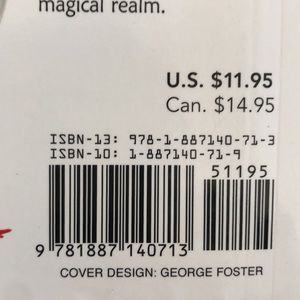 magical realm.
U.S. $11.95
Can. $14.95
ISBN-13: 978-1-887140-71-3
ISBN-10: 1-887140-71-9
51195
9 781887 140713
COVER DESIGN: GEORGE FOSTER